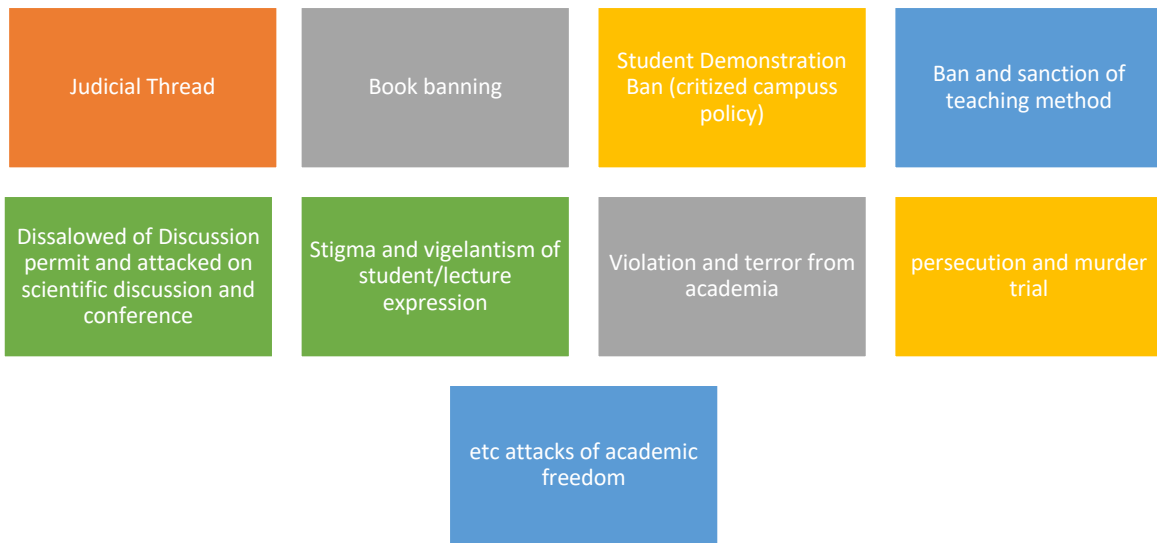 Judicial Thread
Book banning
Student Demonstration
Ban (critized campuss
policy)
Ban and sanction of
teaching method
Dissalowed of Discussion
permit and attacked on
scientific discussion and
conference
Stigma and vigelantism of
student/lecture
expression
Violation and terror from
academia
persecution and murder
trial
etc attacks of academic
freedom